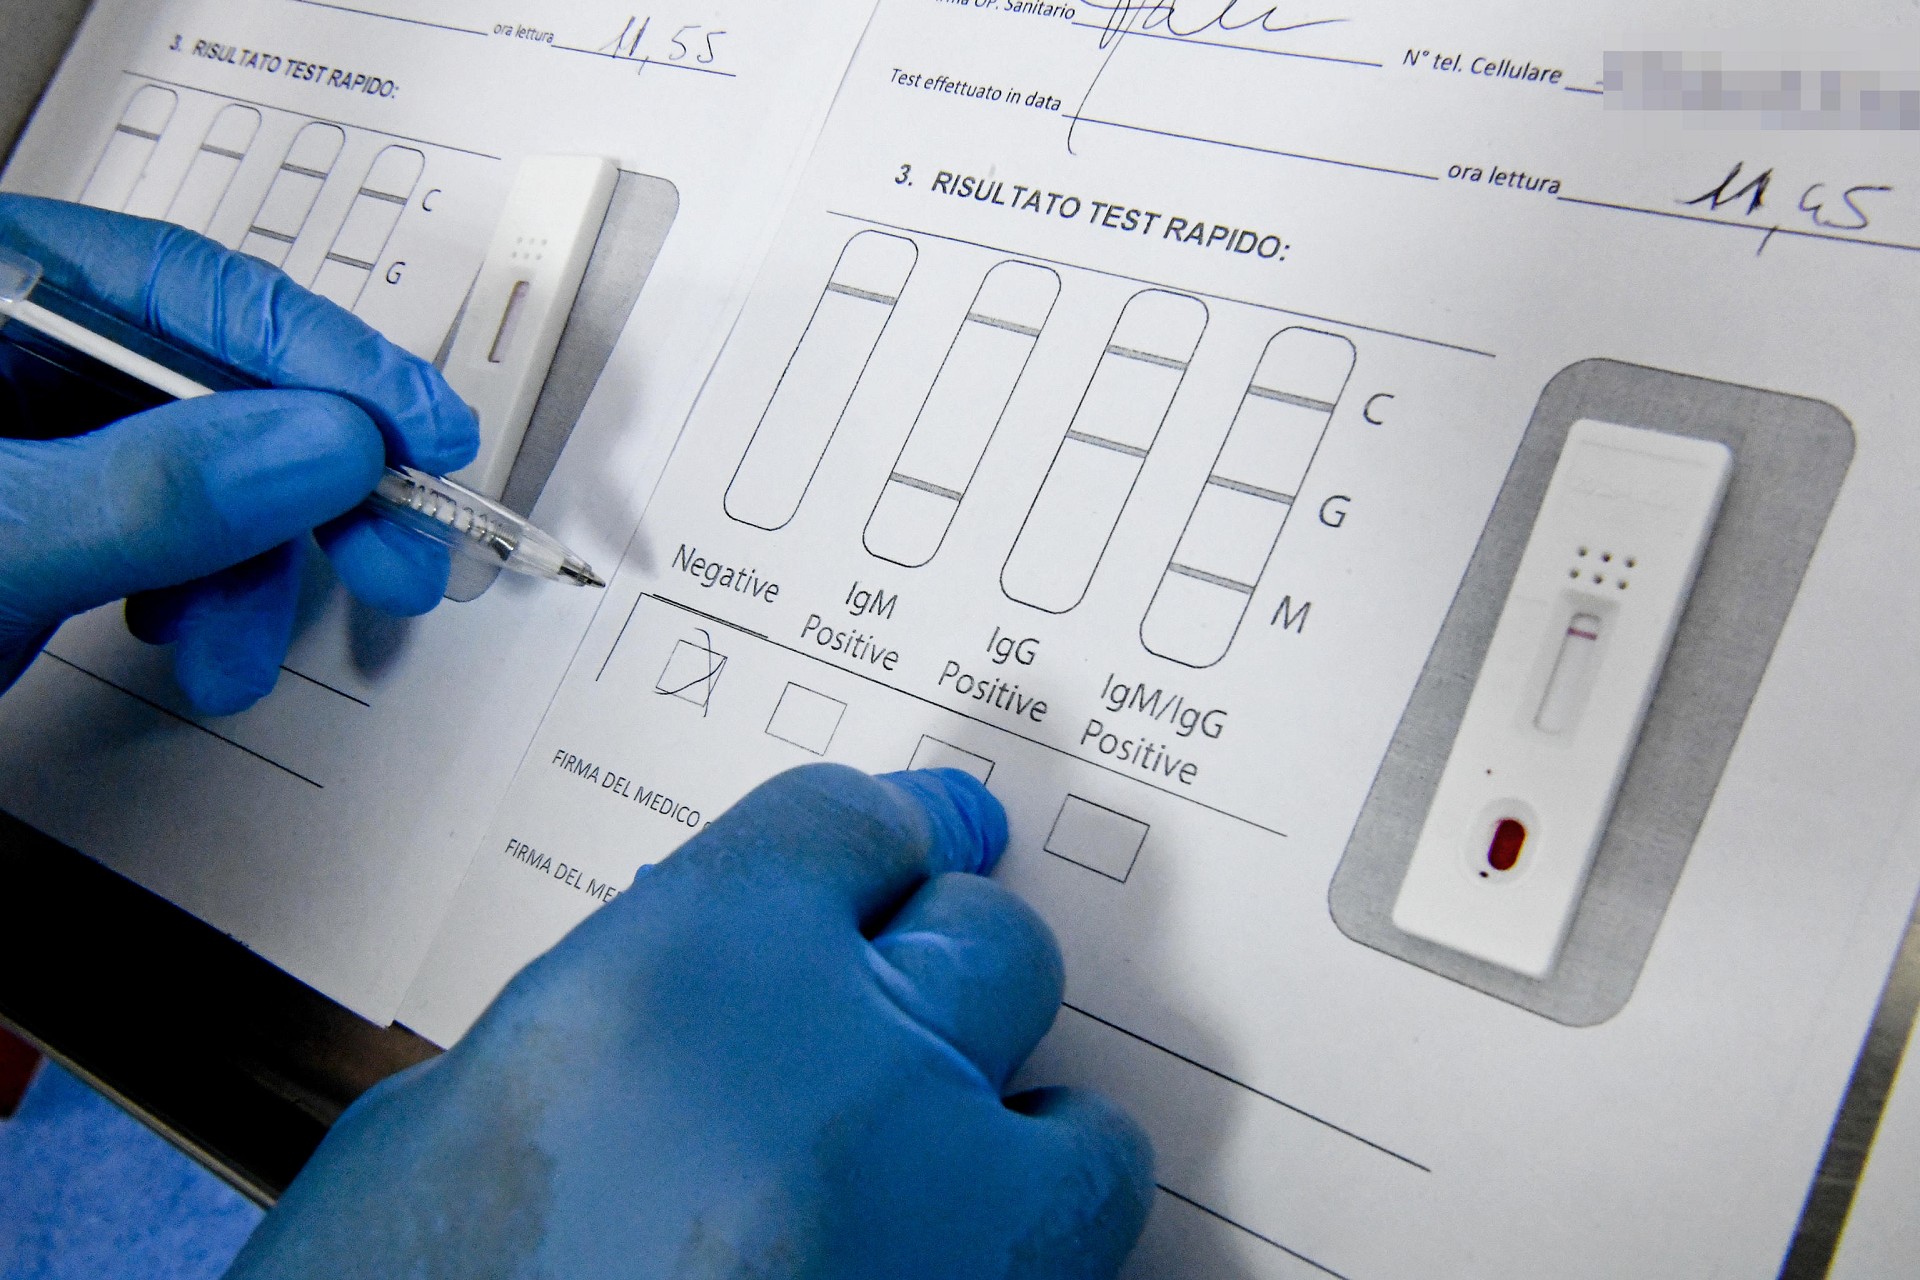 ora lettura 11,55
3. RISULTATO TEST RAPIDO:
C
G
OP. Sanitario
N° tel. Cellulare
Test effettuato in data
ora lettura 11,45
3. RISULTATO TEST RAPIDO:
C
G
M
Negative
IgM
Positive
IgG
Positive
IgM/IgG
Positive
FIRMA DEL MEDICO
FIRMA DEL